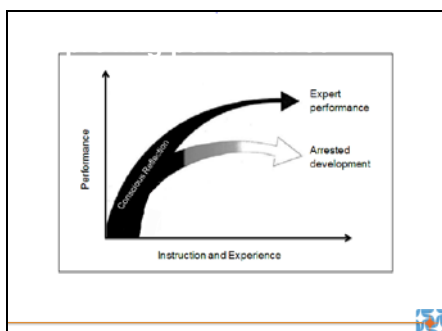 Expert
performance
Arrested
development
Conscious Reflection
Performance
Instruction and Experience